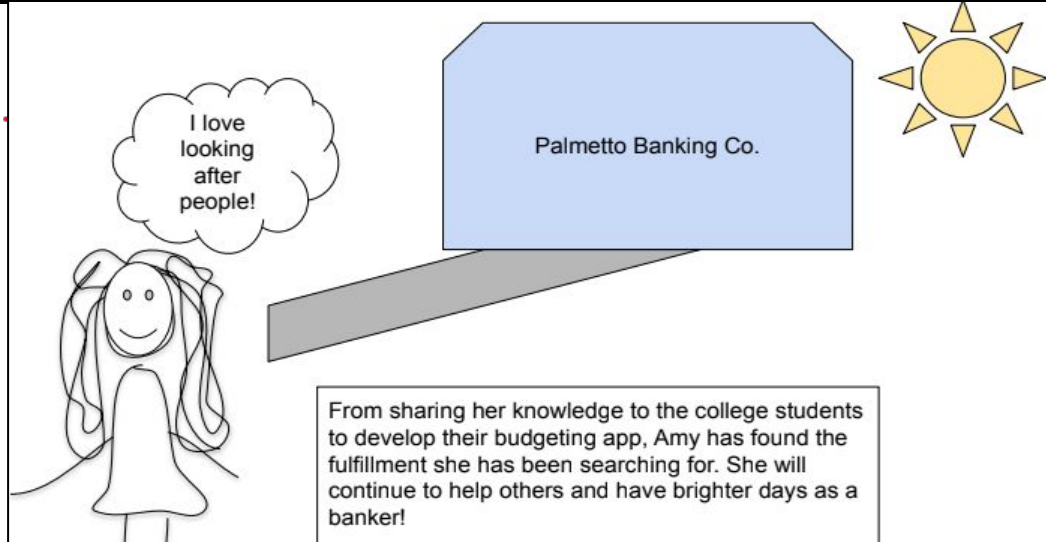 I love
looking
after
people!
Palmetto Banking Co.
From sharing her knowledge to the college students
to develop their budgeting app, Amy has found the
fulfillment she has been searching for. She will
continue to help others and have brighter days as a
banker!